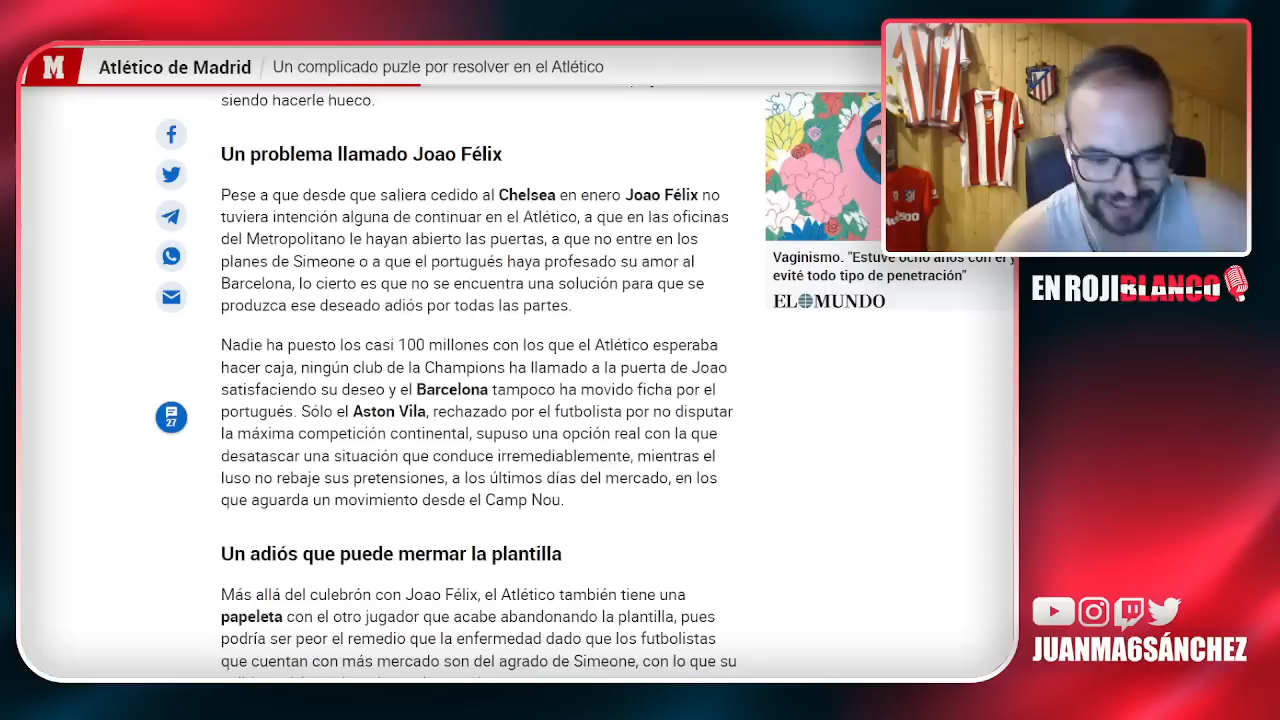 M
Atlético de Madrid
Un complicado puzle por resolver en el Atlético
siendo hacerle hueco.
Un problema llamado Joao Félix
Pese a que desde que saliera cedido al Chelsea en enero Joao Félix no
tuviera intención alguna de continuar en el Atlético, a que en las oficinas
del Metropolitano le hayan abierto las puertas, a que no entre en los
planes de Simeone o a que el portugués haya profesado su amor al
Barcelona, lo cierto es que no se encuentra una solución para que se
produzca ese deseado adiós por todas las partes.
Nadie ha puesto los casi 100 millones con los que el Atlético esperaba
hacer caja, ningún club de la Champions ha llamado a la puerta de Joao
satisfaciendo su deseo y el Barcelona tampoco ha movido ficha por el
portugués. Sólo el Aston Vila, rechazado por el futbolista por no disputar
la máxima competición continental, supuso una opción real con la que
desatascar una situación que conduce irremediablemente, mientras el
luso no rebaje sus pretensiones, a los últimos días del mercado, en los
que aguarda un movimiento desde el Camp Nou.
27
Un adiós que puede mermar la plantilla
Más allá del culebrón con Joao Félix, el Atlético también tiene una
papeleta con el otro jugador que acabe abandonando la plantilla, pues
podría ser peor el remedio que la enfermedad dado que los futbolistas
que cuentan con más mercado son del agrado de Simeone, con lo que su
Vaginismo. "Estuve ocho años con él y
evité todo tipo de penetración"
EL MUNDO
EN ROJIBLANCO
JUANMA6SÁNCHEZ